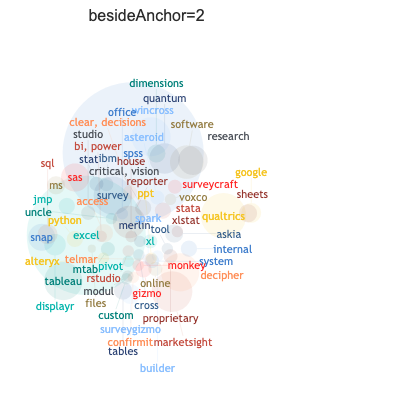 besideAnchor=2
dimensions
quantum
office
wincross
clear, decisions
software
studio
asteroid
research
bi, power
spss
sql
stat
ibm
house
critical, vision
google
sas
reporter
ms
surveycraft
survey
ppt
sheets
jmp
access
voxco
uncle
stata
python
spark
xlstat
qualtrics
merlin
tool
snap
excel
xl
askia
internal
telmar
alteryx
mtab
pivot
monkey
system
tableau
rstudio
online
decipher
modul
gizmo
displayr
files
cross
custom
proprietary
surveygizmo
confirmit
marketsight
tables
builder